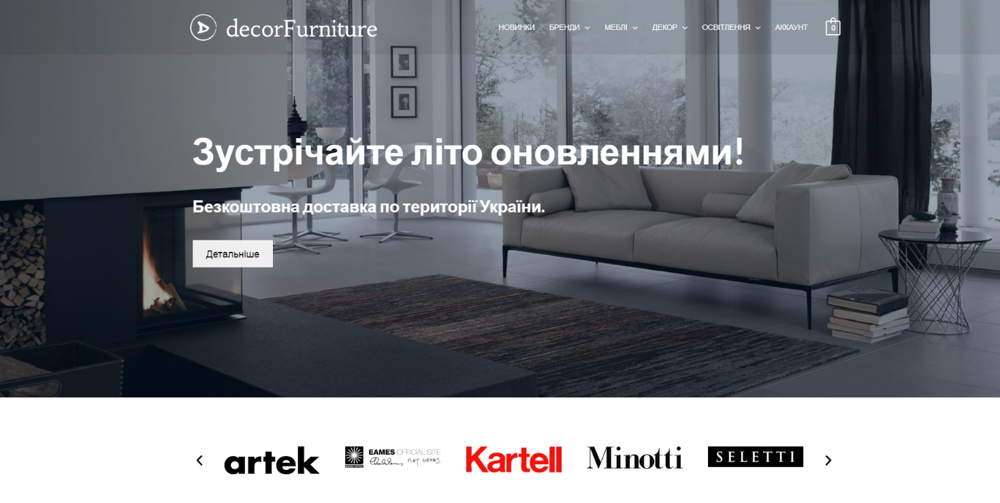 decorFurniture
НОВИНКИ БРЕНДИ МЕБЛІ ДЕКОР ОСВІТЛЕННЯ АККАУНТ 0
Зустрічайте літо оновленнями!
Безкоштовна доставка по території України.
Детальніше
artek
EAMES OFFICIAL SITE
Kartell
Minotti
SELETTI